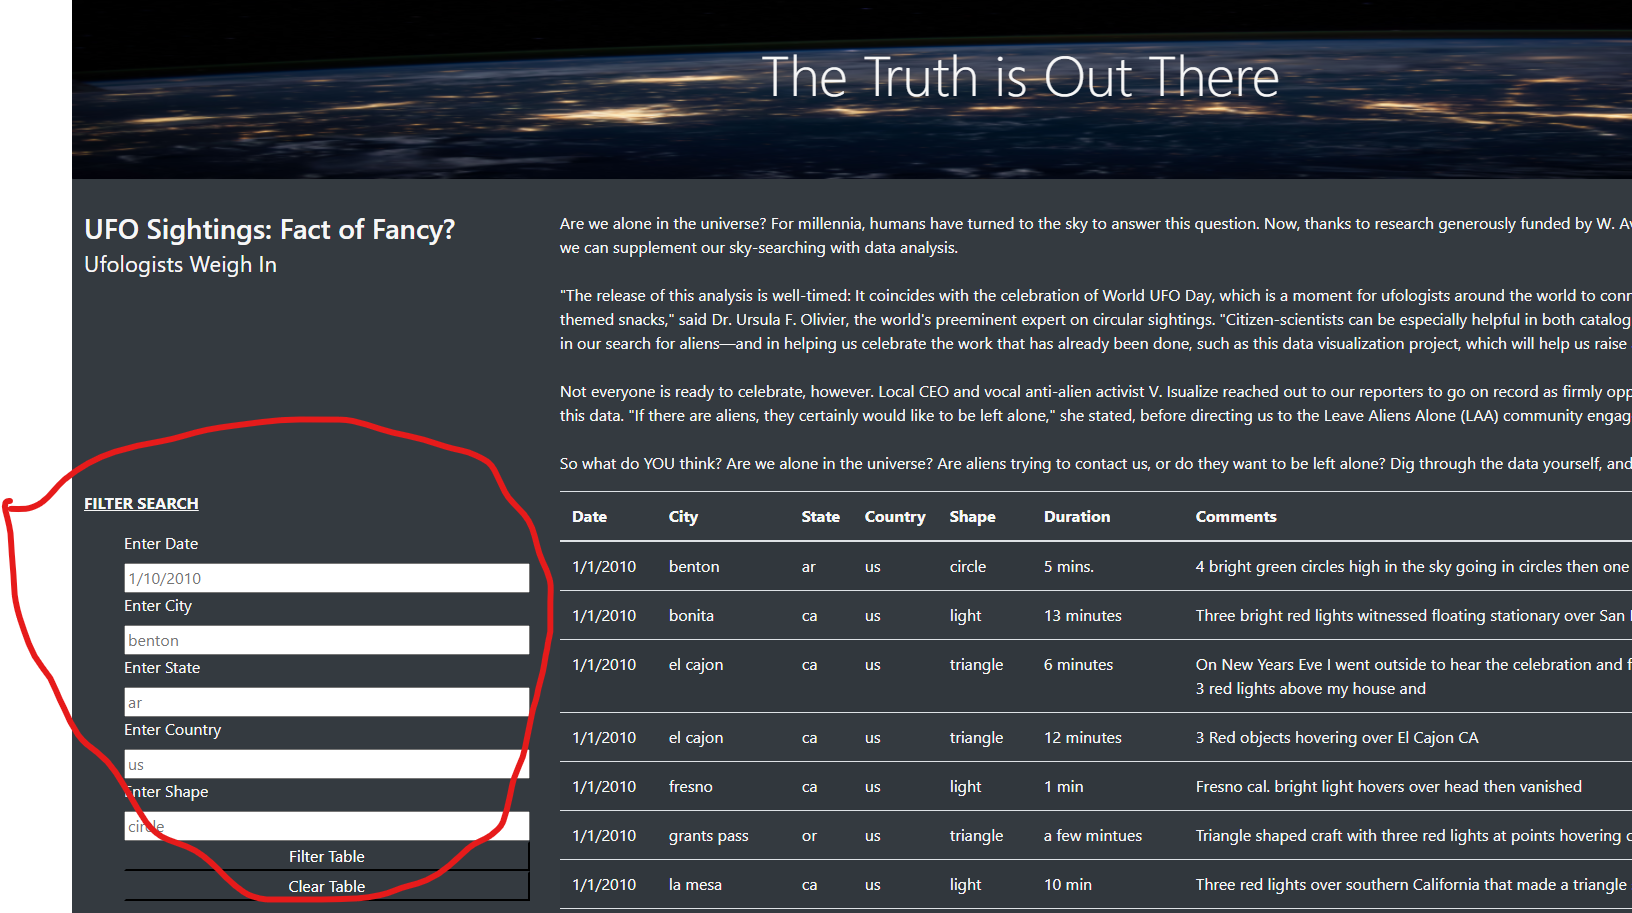 The Truth is Out There
UFO Sightings: Fact of Fancy?
Ufologists Weigh In
Are we alone in the universe? For millennia, humans have turned to the sky to answer this question. Now, thanks to research generously funded by W. Av
we can supplement our sky-searching with data analysis.
"The release of this analysis is well-timed: It coincides with the celebration of World UFO Day, which is a moment for ufologists around the world to conr
themed snacks," said Dr. Ursula F. Olivier, the world's preeminent expert on circular sightings. "Citizen-scientists can be especially helpful in both catalog
in our search for aliens—and in helping us celebrate the work that has already been done, such as this data visualization project, which will help us raise
Not everyone is ready to celebrate, however. Local CEO and vocal anti-alien activist V. Isualize reached out to our reporters to go on record as firmly opp
this data. "If there are aliens, they certainly would like to be left alone," she stated, before directing us to the Leave Aliens Alone (LAA) community engag
So what do YOU think? Are we alone in the universe? Are aliens trying to contact us, or do they want to be left alone? Dig through the data yourself, and
FILTER SEARCH
Enter Date
1/10/2010
Enter City
benton
Enter State
ar
Enter Country
us
Enter Shape
circle
Filter Table
Clear Table
Date City State Country Shape Duration Comments
1/1/2010 benton ar us circle 5 mins. 4 bright green circles high in the sky going in circles then one
1/1/2010 bonita ca us light 13 minutes Three bright red lights witnessed floating stationary over San
1/1/2010 el cajon ca us triangle 6 minutes On New Years Eve I went outside to hear the celebration and f
3 red lights above my house and
1/1/2010 el cajon ca us triangle 12 minutes 3 Red objects hovering over El Cajon CA
1/1/2010 fresno ca us light 1 min Fresno cal. bright light hovers over head then vanished
1/1/2010 grants pass or us triangle a few mintues Triangle shaped craft with three red lights at points hovering
1/1/2010 la mesa ca us light 10 min Three red lights over southern California that made a triangle